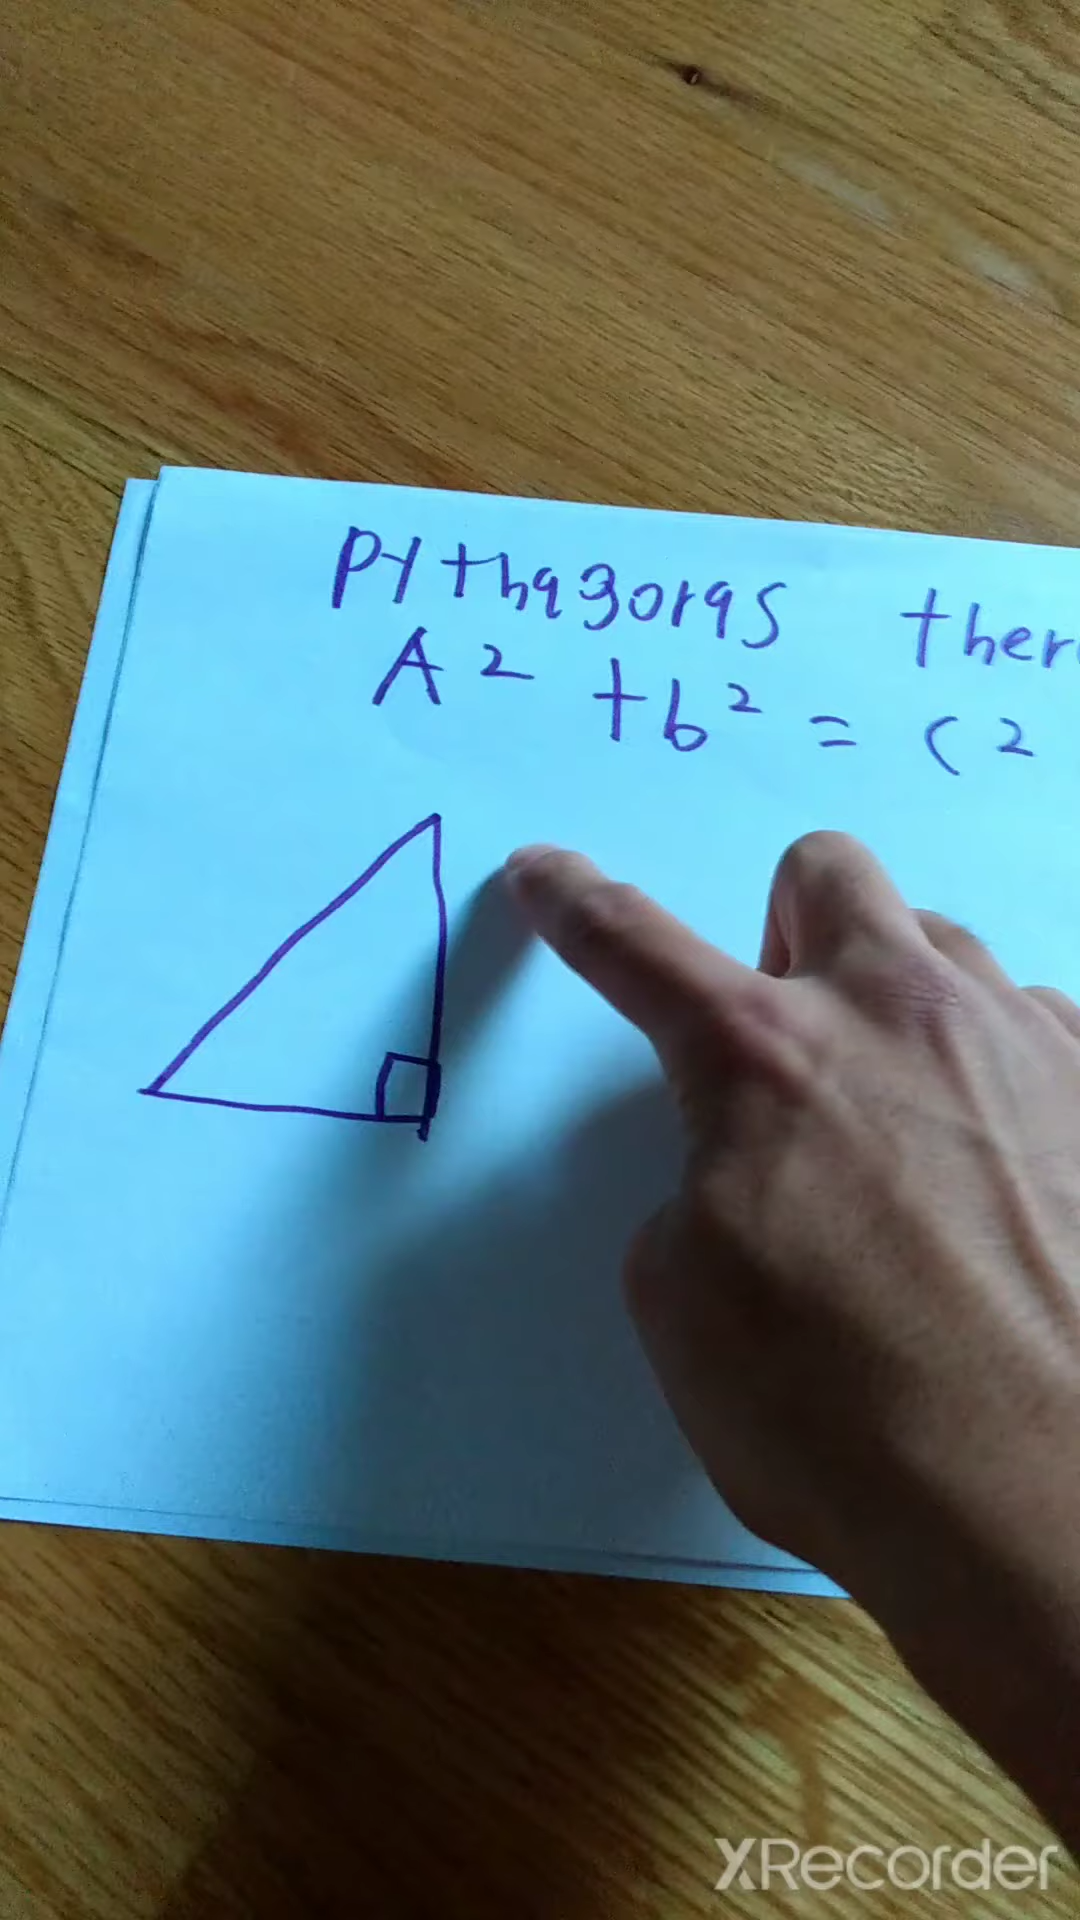 Pythagoras ther
A² + b² = c²
XRecorder